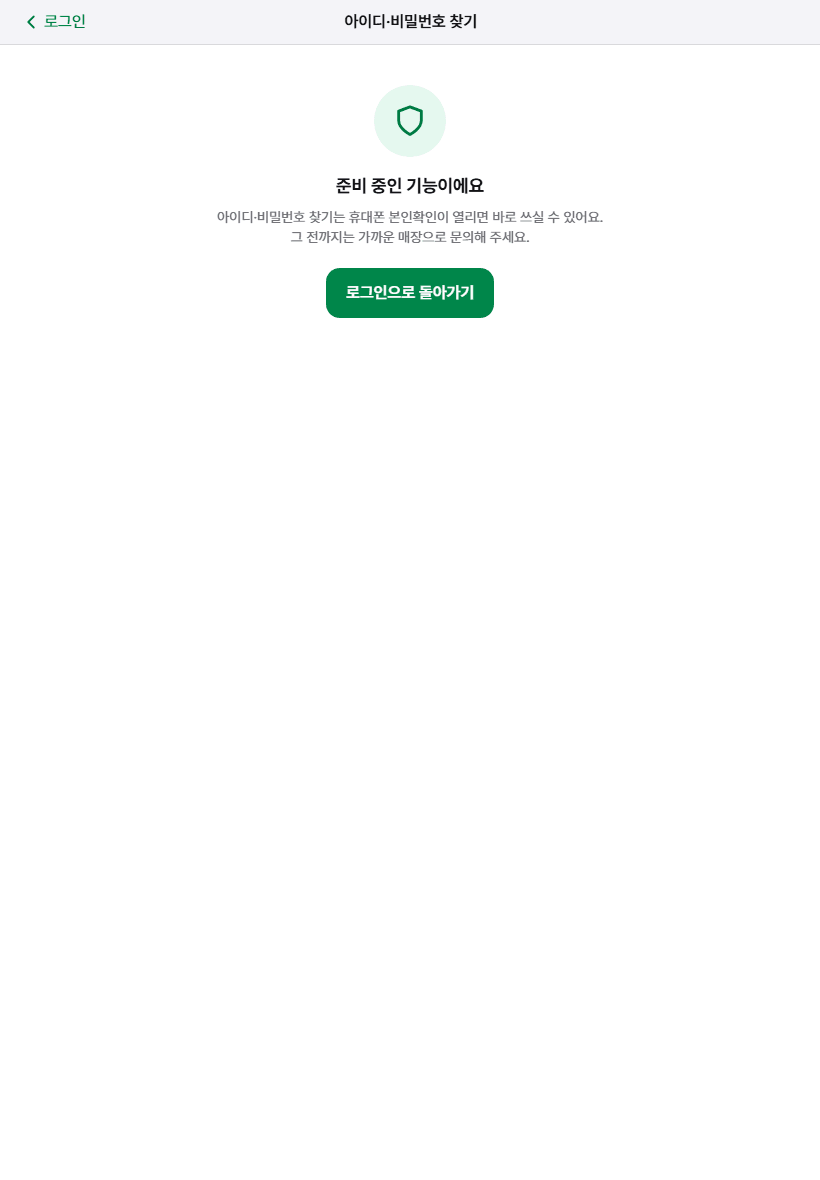 로그인
아이디·비밀번호 찾기
준비 중인 기능이에요
아이디·비밀번호 찾기는 휴대폰 본인확인이 열리면 바로 쓰실 수 있어요.
그 전까지는 가까운 매장으로 문의해 주세요.
로그인으로 돌아가기